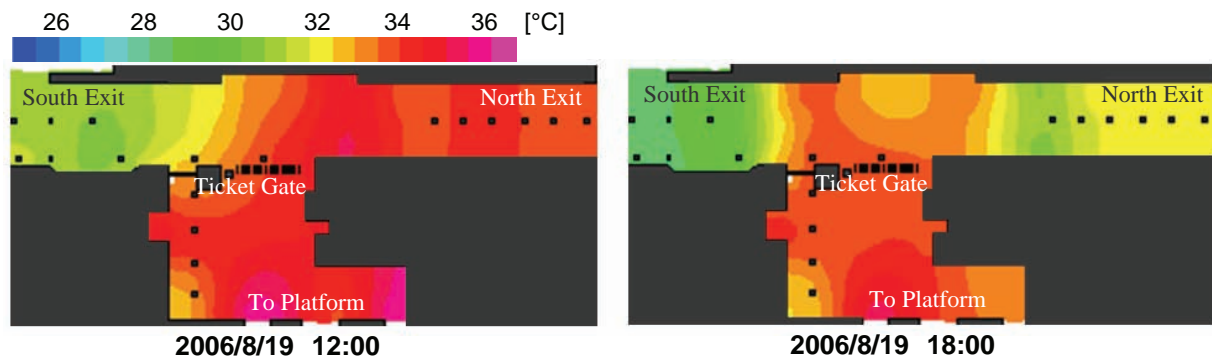 26 28 30 32 34 36 [°C]
South Exit
North Exit
Ticket Gate
To Platform
2006/8/19 12:00
South Exit
North Exit
Ticket Gate
To Platform
2006/8/19 18:00